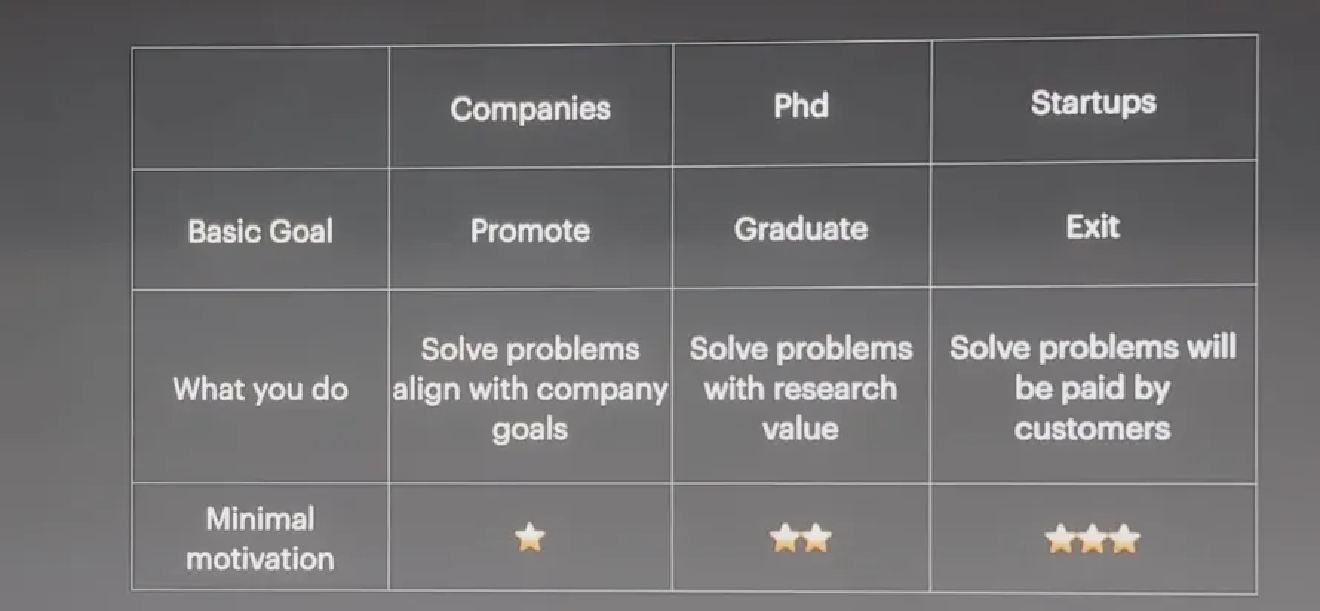 Companies
Phd
Startups
Basic Goal
Promote
Graduate
Exit
What you do
Solve problems
align with company
goals
Solve problems
with research
value
Solve problems will
be paid by
customers
Minimal
motivation
⭐
⭐⭐
⭐⭐⭐